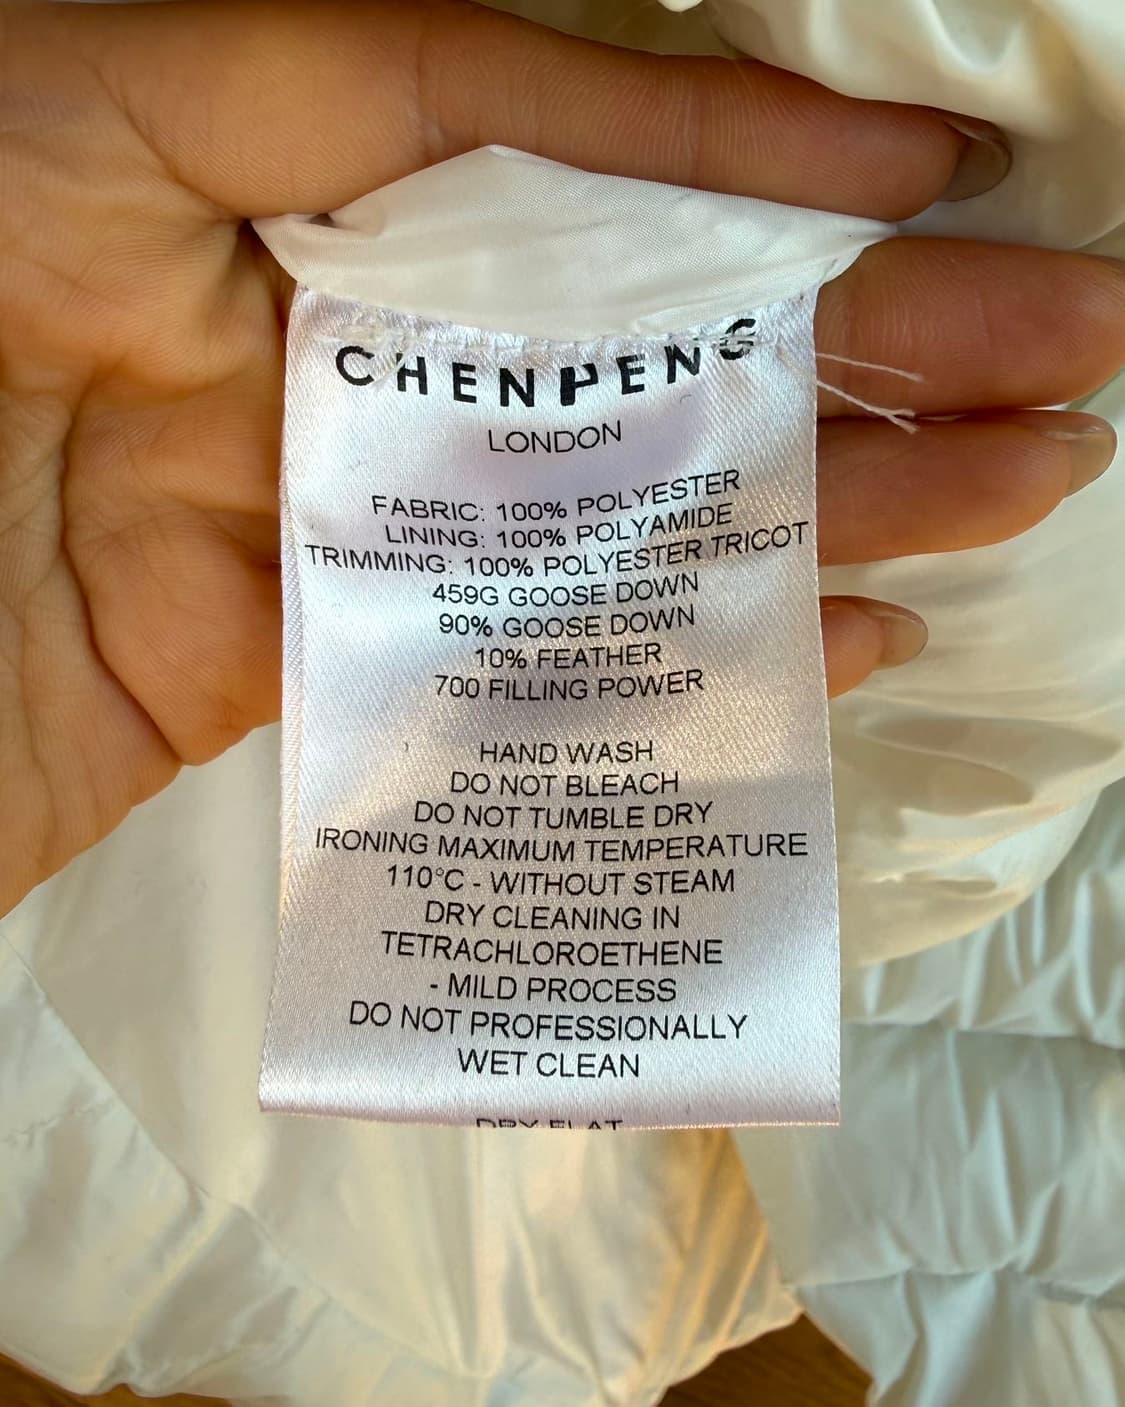 CHENPENG
LONDON
FABRIC: 100% POLYESTER
LINING: 100% POLYAMIDE
TRIMMING: 100% POLYESTER TRICOT
459G GOOSE DOWN
90% GOOSE DOWN
10% FEATHER
700 FILLING POWER
HAND WASH
DO NOT BLEACH
DO NOT TUMBLE DRY
IRONING MAXIMUM TEMPERATURE
110°C - WITHOUT STEAM
DRY CLEANING IN
TETRACHLOROETHENE
- MILD PROCESS
DO NOT PROFESSIONALLY
WET CLEAN
DRY FLAT